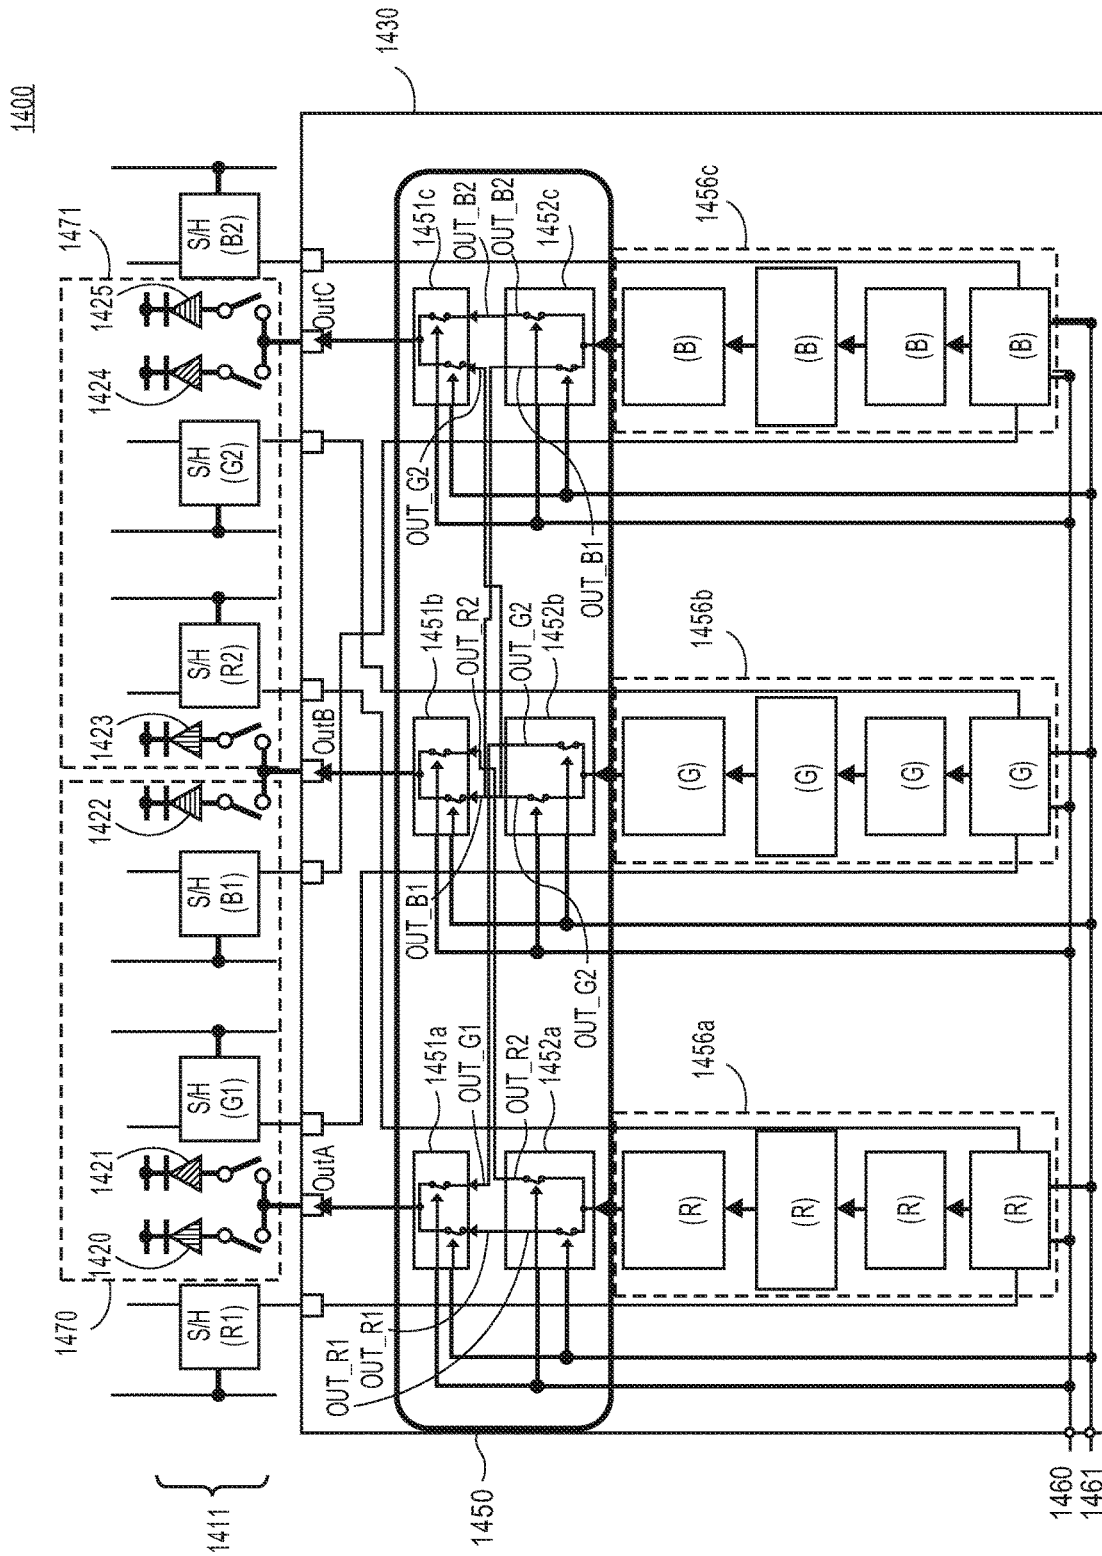 1400
1430
1470
1420
1421
1422
1423
1424
1425
1471
1411
S/H
(R1)
S/H
(G1)
S/H
(B1)
S/H
(R2)
S/H
(G2)
S/H
(B2)
OutA
OutB
OutC
1450
OUT_R1
OUT_R1
1451a
OUT_G1
OUT_R2
1452a
OUT_B1
OUT_G2
1451b
OUT_R2
OUT_G2
1452b
OUT_G2
OUT_B1
1451c
OUT_B2
OUT_B2
1452c
1456a
(R)
(R)
(R)
(R)
1456b
(G)
(G)
(G)
(G)
1456c
(B)
(B)
(B)
(B)
1460
1461